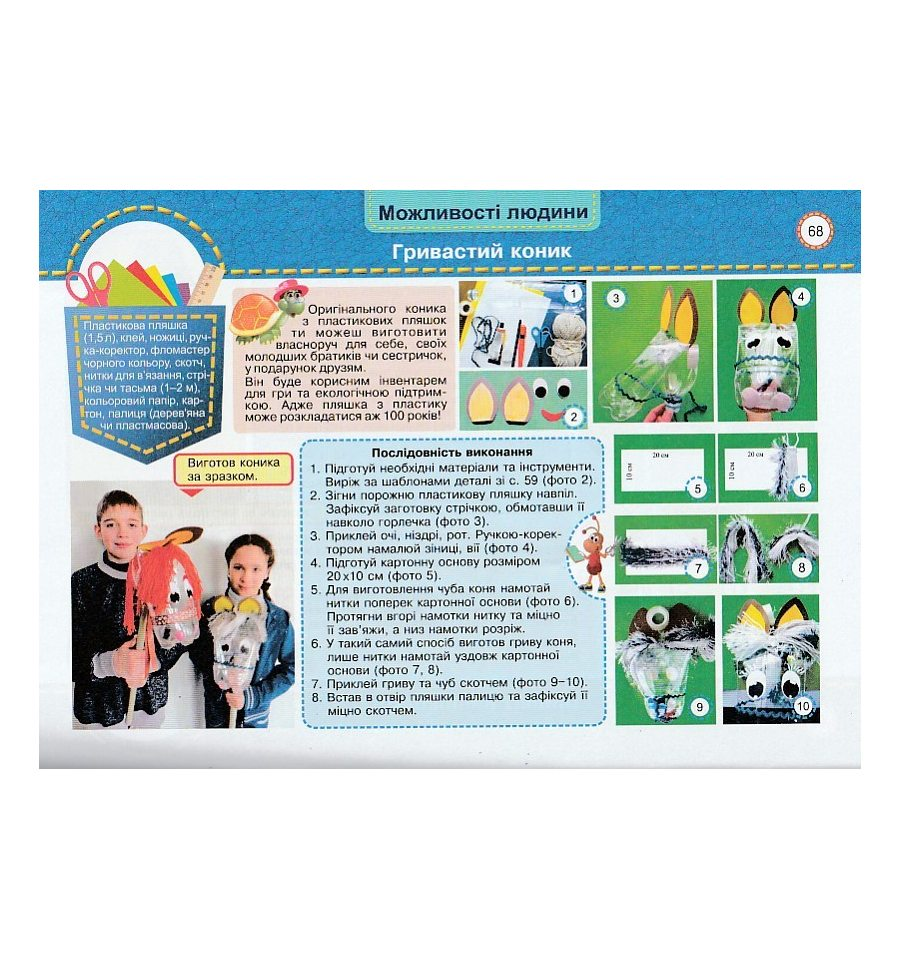 Можливості людини
68
Гривастий коник
Пластикова пляшка
(1,5 л), клей, ножиці, руч-
ка-коректор, фломастер
чорного кольору, скотч,
нитки для в’язання, стрі-
чка чи тасьма (1–2 м),
кольоровий папір, кар-
тон, палиця (дерев’яна
чи пластмасова).
Оригінального коника
з пластикових пляшок
ти можеш виготовити
власноруч для себе, своїх
молодших братиків чи сестричок,
у подарунок друзям.
Він буде корисним інвентарем
для гри та екологічною підтрим-
кою. Адже пляшка з пластику
може розкладатися аж 100 років!
1
2
3
4
Виготов коника
за зразком.
Послідовність виконання
1. Підготуй необхідні матеріали та інструменти.
Виріж за шаблонами деталі зі с. 59 (фото 2).
2. Зігни порожню пластикову пляшку навпіл.
Зафіксуй заготовку стрічкою, обмотавши її
навколо горлечка (фото 3).
3. Приклей очі, ніздрі, рот. Ручкою-корек-
тором намалюй зіниці, вії (фото 4).
4. Підготуй картонну основу розміром
20х10 см (фото 5).
5. Для виготовлення чуба коня намотай
нитки поперек картонної основи (фото 6).
Протягни вгорі намотки нитку та міцно
її зав’яжи, а низ намотки розріж.
6. У такий самий спосіб виготов гриву коня,
лише нитки намотай уздовж картонної
основи (фото 7, 8).
7. Приклей гриву та чуб скотчем (фото 9–10).
8. Встав в отвір пляшки палицю та зафіксуй її
міцно скотчем.
20 см
10 см
5
20 см
10 см
6
7
8
9
10